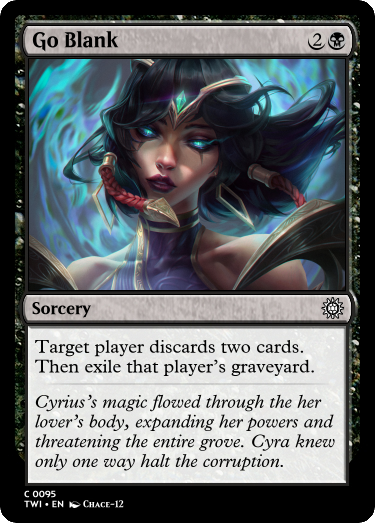 Go Blank 2
Sorcery
Target player discards two cards.
Then exile that player's graveyard.
Cyrius's magic flowed through the her
lover's body, expanding her powers and
threatening the entire grove. Cyra knew
only one way halt the corruption.
C 0095
TWI • EN Chace-12